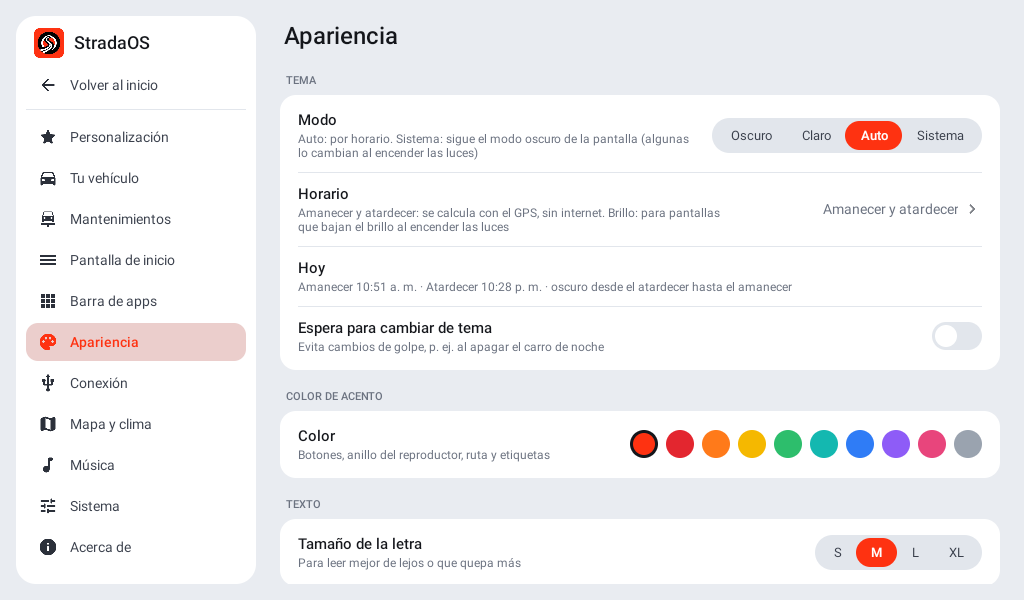 StradaOS
Volver al inicio
Personalización
Tu vehículo
Mantenimientos
Pantalla de inicio
Barra de apps
Apariencia
Conexión
Mapa y clima
Música
Sistema
Acerca de
Apariencia
TEMA
Modo
Auto: por horario. Sistema: sigue el modo oscuro de la pantalla (algunas
lo cambian al encender las luces)
Oscuro Claro Auto Sistema
Horario
Amanecer y atardecer: se calcula con el GPS, sin internet. Brillo: para pantallas
que bajan el brillo al encender las luces
Amanecer y atardecer
Hoy
Amanecer 10:51 a. m. · Atardecer 10:28 p. m. · oscuro desde el atardecer hasta el amanecer
Espera para cambiar de tema
Evita cambios de golpe, p. ej. al apagar el carro de noche
COLOR DE ACENTO
Color
Botones, anillo del reproductor, ruta y etiquetas
TEXTO
Tamaño de la letra
Para leer mejor de lejos o que quepa más
S M L XL